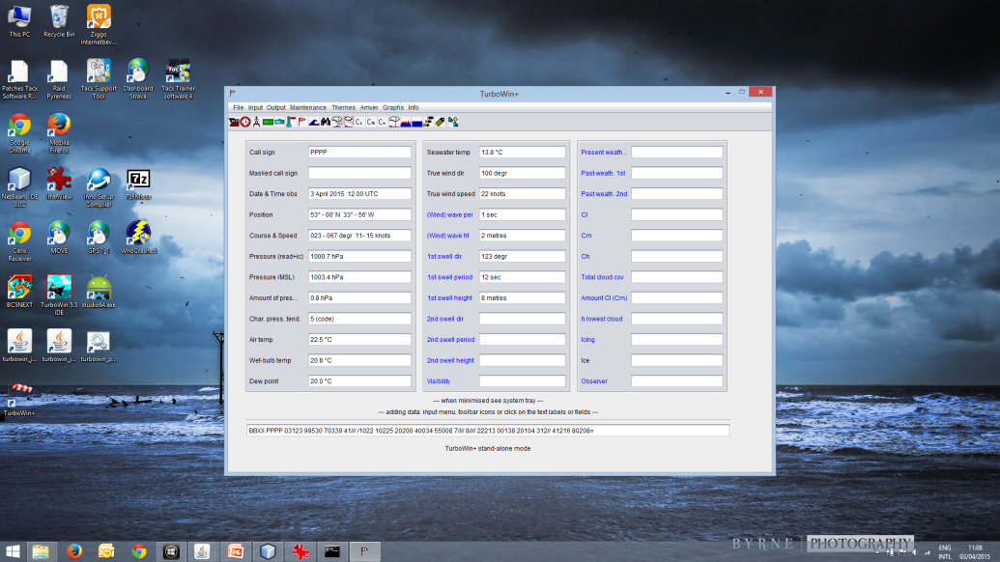 This PC
Recycle Bin
Ziggo
Internetbev...
Patches Tacx
Software R...
Raid
Pyrenees
Tacx Support
Tool
Dashboard
Strava
Tacx
Tacx Trainer
software 4
Google
Chrome
Mozilla
Firefox
NetBeans IDE
8.0.2
IrfanView
Inno Setup
Compiler
7z
7zFM.exe
Citrix
Receiver
MOVE
GPS_1_1
WhoCrashed
BCSNEXT
TurboWin 5.5
IDE
studio64.exe
turbowin_j...
turbowin_j...
turbowin_p...
TurboWin+
TurboWin+
File Input Output Maintenance Themes Amver Graphs Info
CL CM CH
Call sign PPPP
Masked call sign
Date & Time obs 3 April 2015 12.00 UTC
Position 53° - 00' N 33° - 56' W
Course & Speed 023 - 067 degr 11- 15 knots
Pressure (read+ic) 1000.7 hPa
Pressure (MSL) 1003.4 hPa
Amount of pres... 0.8 hPa
Char. press. tend. 5 (code)
Air temp 22.5 °C
Wet-bulb temp 20.8 °C
Dew point 20.0 °C
Seawater temp 13.8 °C
True wind dir 100 degr
True wind speed 22 knots
(Wind) wave per 1 sec
(Wind) wave ht 2 metres
1st swell dir 123 degr
1st swell period 12 sec
1st swell height 8 metres
2nd swell dir
2nd swell period
2nd swell height
Visibility
Present weath...
Past weath. 1st
Past weath. 2nd
Cl
Cm
Ch
Total cloud cov
Amount Cl (Cm)
h lowest cloud
Icing
Ice
Observer
--- when minimised see system tray ---
--- adding data: input menu, toolbar icons or click on the text labels or fields ---
BBXX PPPP 03123 99530 70339 41/// /1022 10225 20200 40034 55008 7//// 8//// 22213 00138 20104 312// 41216 80208=
TurboWin+ stand-alone mode
BYRNE PHOTOGRAPHY
ENG
INTL
11:08
03/04/2015